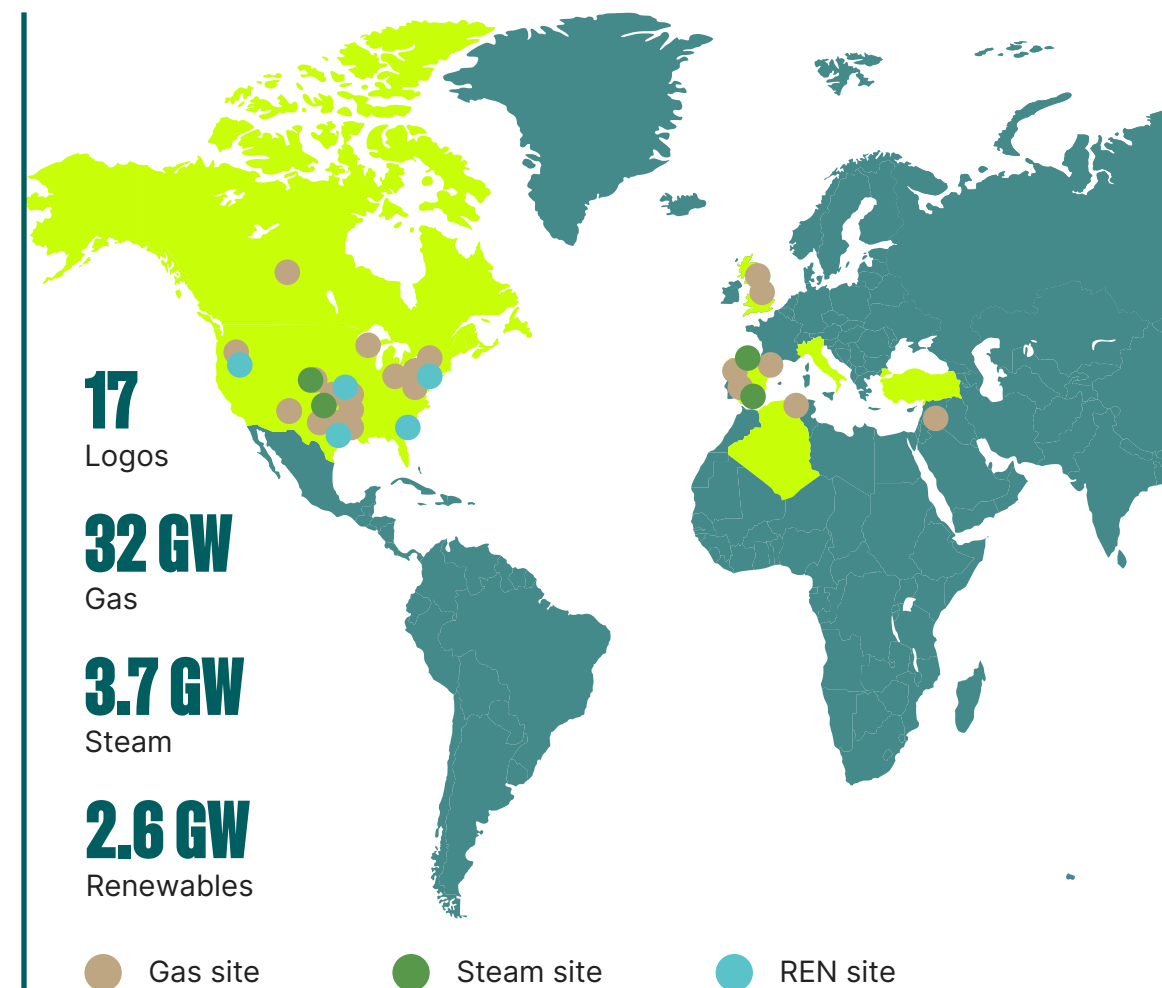 17
Logos
32 GW
Gas
3.7 GW
Steam
2.6 GW
Renewables
Gas site
Steam site
REN site